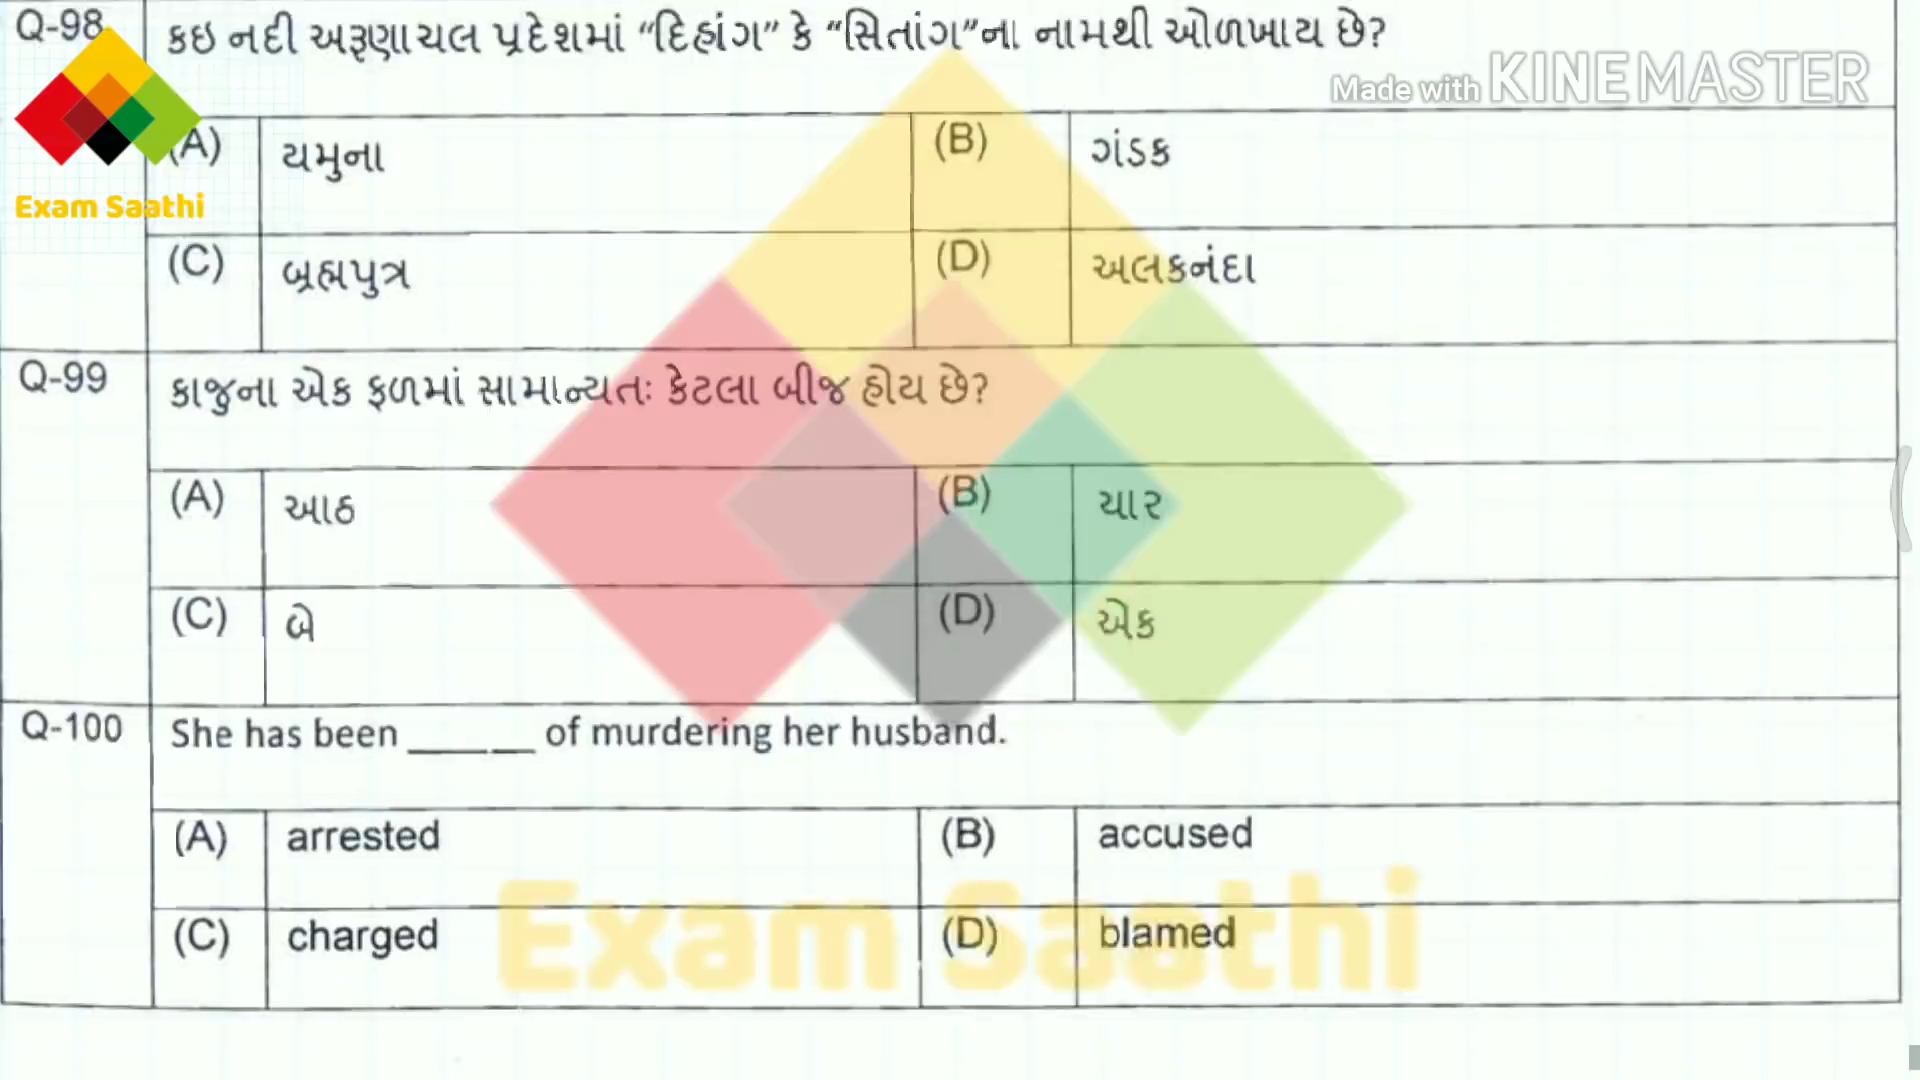 Q-98 કઇ નદી અરૂણાચલ પ્રદેશમાં “દિહાંગ” કે “સિતાંગ”ના નામથી ઓળખાય છે?
Made with KINEMASTER
(A) યમુના (B) ગંડક
Exam Saathi
(C) બ્રહ્મપુત્ર (D) અલકનંદા
Q-99 કાજુના એક ફળમાં સામાન્યતઃ કેટલા બીજ હોય છે?
(A) આઠ (B) ચાર
(C) બે (D) એક
Q-100 She has been ______ of murdering her husband.
(A) arrested (B) accused
(C) charged (D) blamed
Exam Saathi